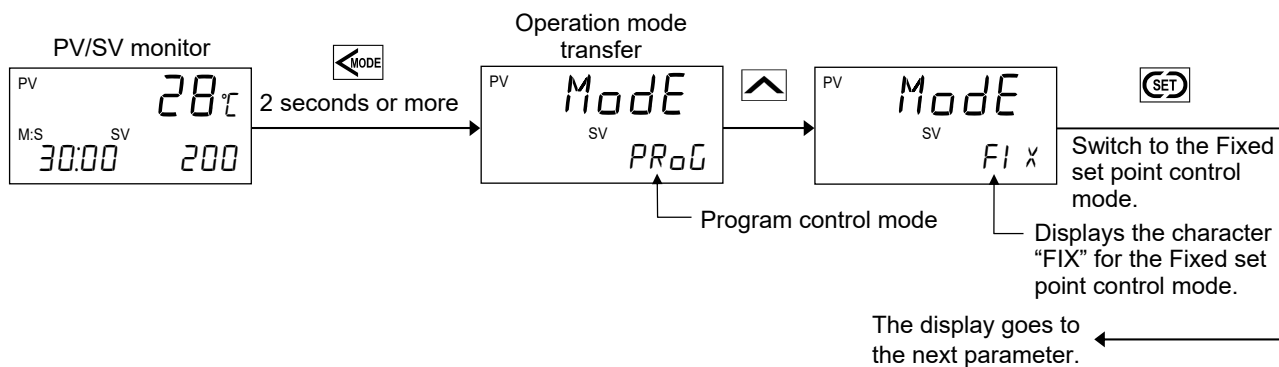 PV/SV monitor
PV
28℃
M:S SV
30:00 200
MODE
2 seconds or more
Operation mode
transfer
PV
ModE
SV
PRoG
Program control mode
PV
ModE
SV
FI X
SET
Switch to the Fixed
set point control
mode.
Displays the character
“FIX” for the Fixed set
point control mode.
The display goes to
the next parameter.